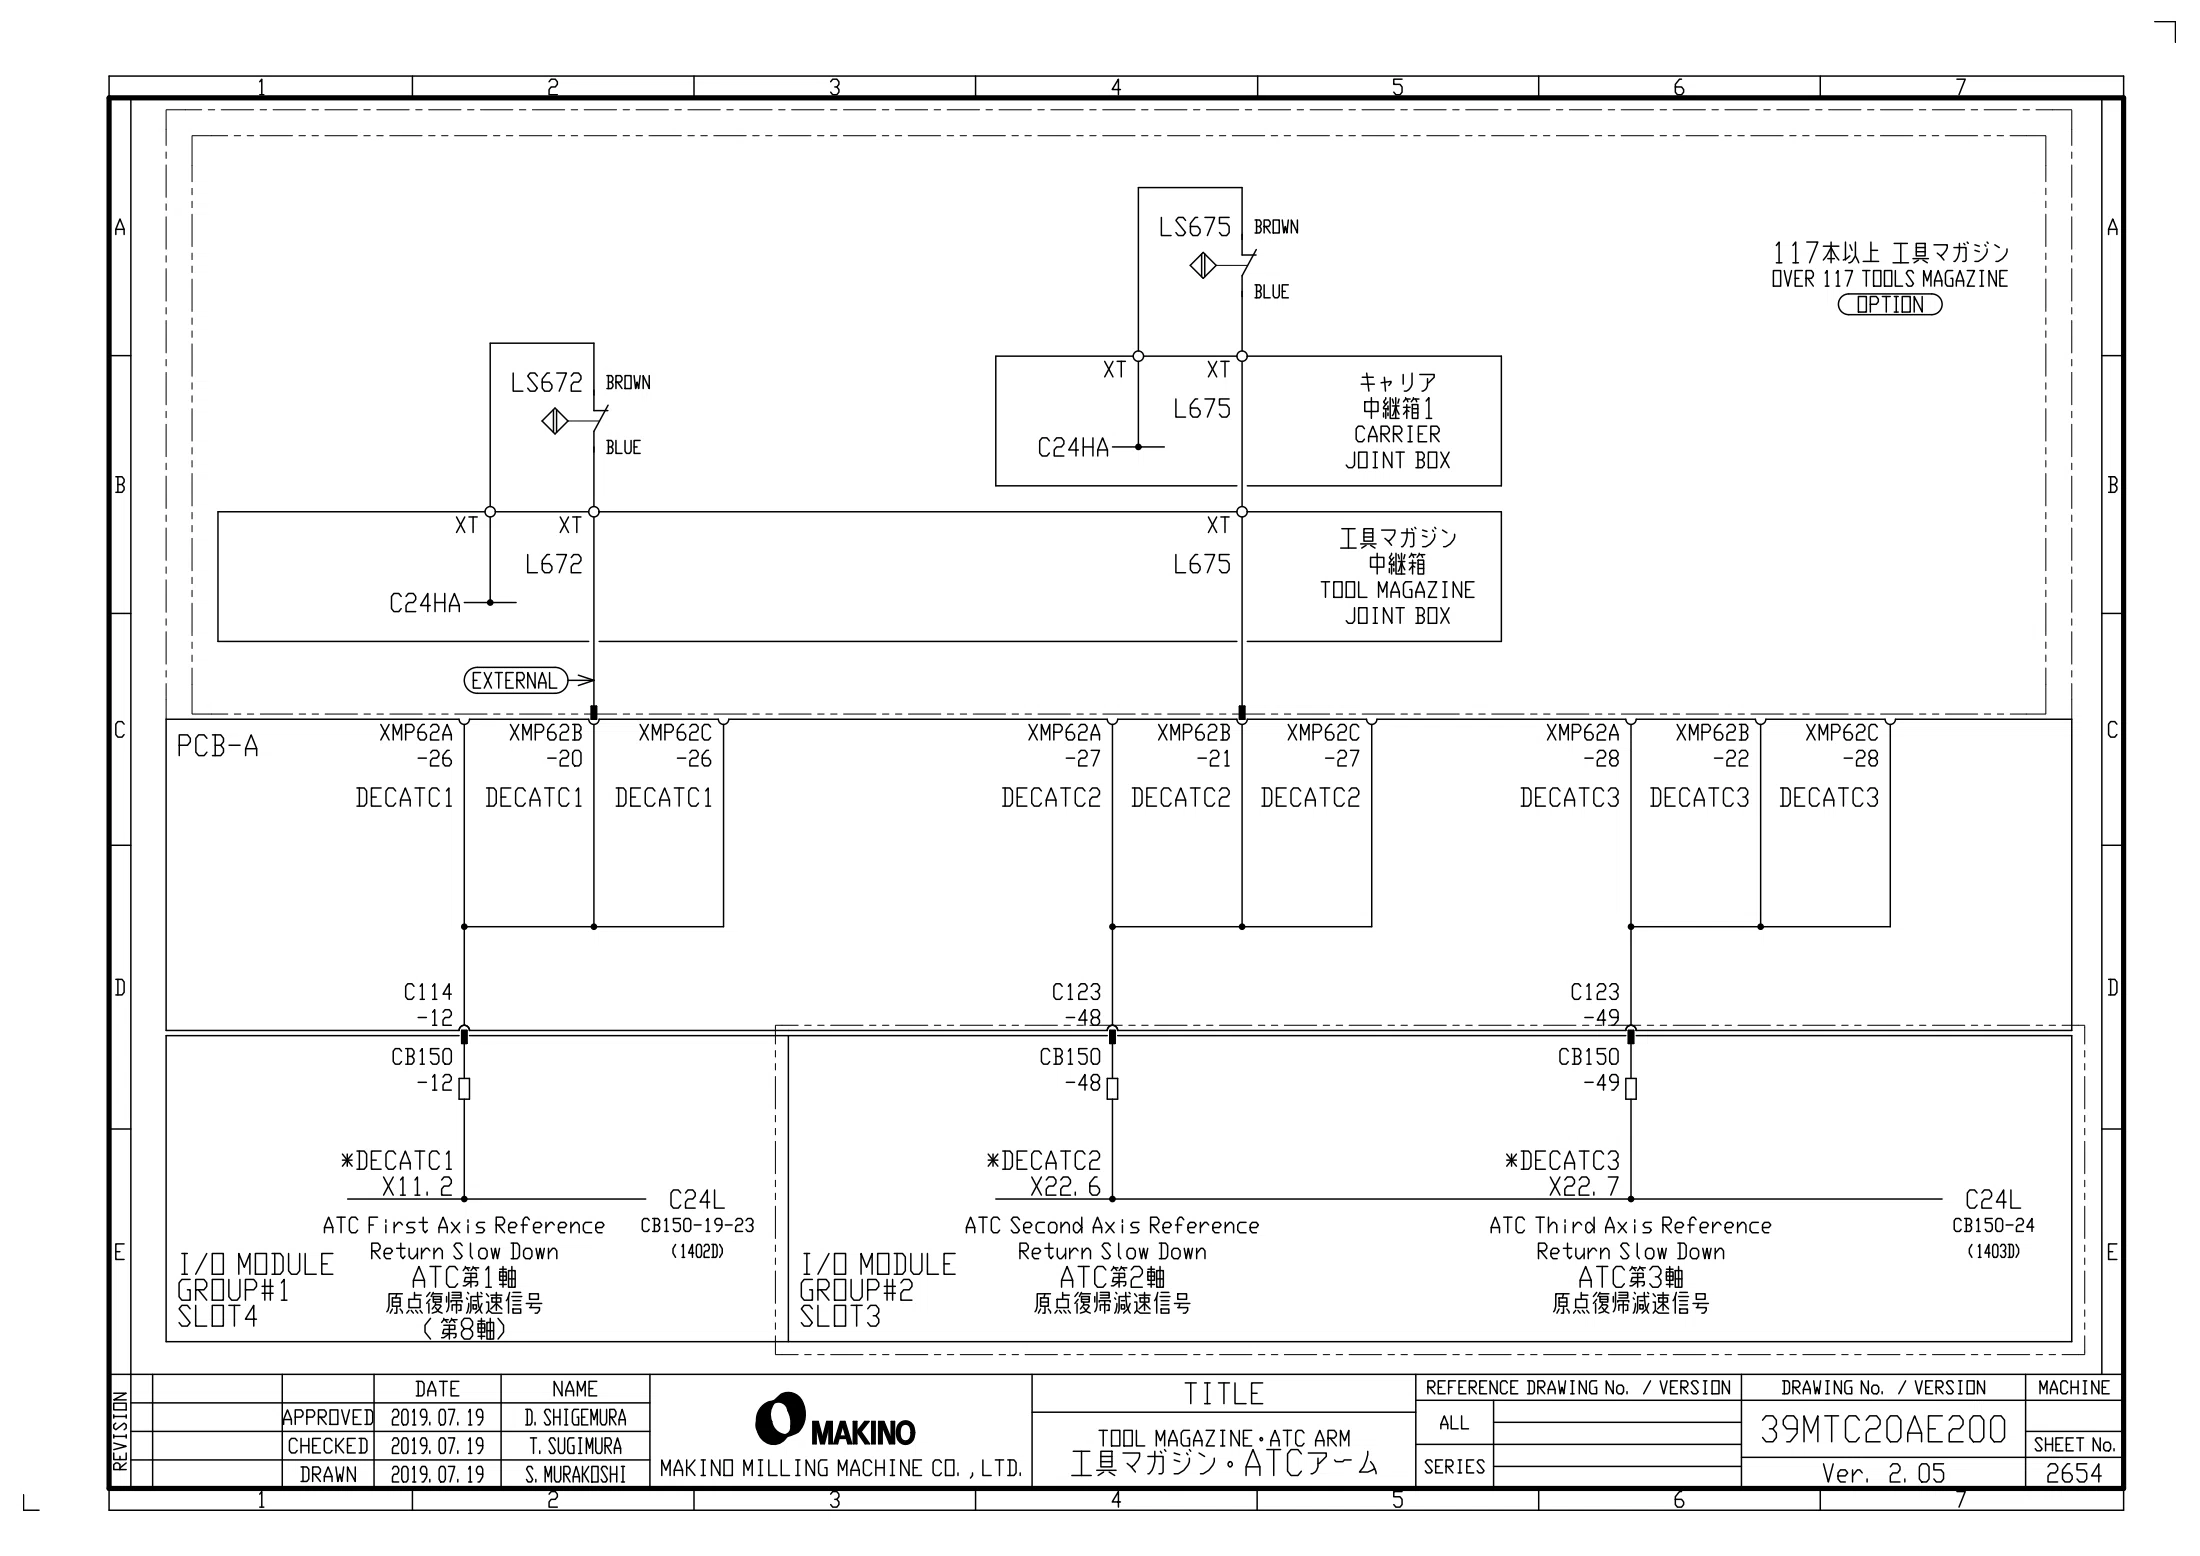 1 2 3 4 5 6 7
A A
LS675 BROWN
BLUE
117本以上 工具マガジン
OVER 117 TOOLS MAGAZINE
OPTION
LS672 BROWN
BLUE
XT XT
L675
C24HA
キャリア
中継箱1
CARRIER
JOINT BOX
B B
XT XT XT
L672 L675
C24HA
工具マガジン
中継箱
TOOL MAGAZINE
JOINT BOX
EXTERNAL
C C
PCB-A
XMP62A XMP62B XMP62C XMP62A XMP62B XMP62C XMP62A XMP62B XMP62C
-26 -20 -26 -27 -21 -27 -28 -22 -28
DECATC1 DECATC1 DECATC1 DECATC2 DECATC2 DECATC2 DECATC3 DECATC3 DECATC3
D D
C114 C123 C123
-12 -48 -49
CB150 CB150 CB150
-12 -48 -49
*DECATC1 *DECATC2 *DECATC3
X11.2 X22.6 X22.7
C24L C24L
CB150-19-23 CB150-24
(1402D) (1403D)
E E
ATC First Axis Reference
Return Slow Down
ATC第1軸
原点復帰減速信号
(第8軸)
ATC Second Axis Reference
Return Slow Down
ATC第2軸
原点復帰減速信号
ATC Third Axis Reference
Return Slow Down
ATC第3軸
原点復帰減速信号
I/O MODULE
GROUP#1
SLOT4
I/O MODULE
GROUP#2
SLOT3
REVISION
DATE NAME
APPROVED 2019.07.19 D. SHIGEMURA
CHECKED 2019.07.19 T. SUGIMURA
DRAWN 2019.07.19 S. MURAKOSHI
MAKINO
MAKINO MILLING MACHINE CO.,LTD.
TITLE
TOOL MAGAZINE・ATC ARM
工具マガジン・ATCアーム
REFERENCE DRAWING No. / VERSION
ALL
SERIES
DRAWING No. / VERSION
39MTC20AE200
Ver. 2.05
MACHINE
SHEET No.
2654
1 2 3 4 5 6 7